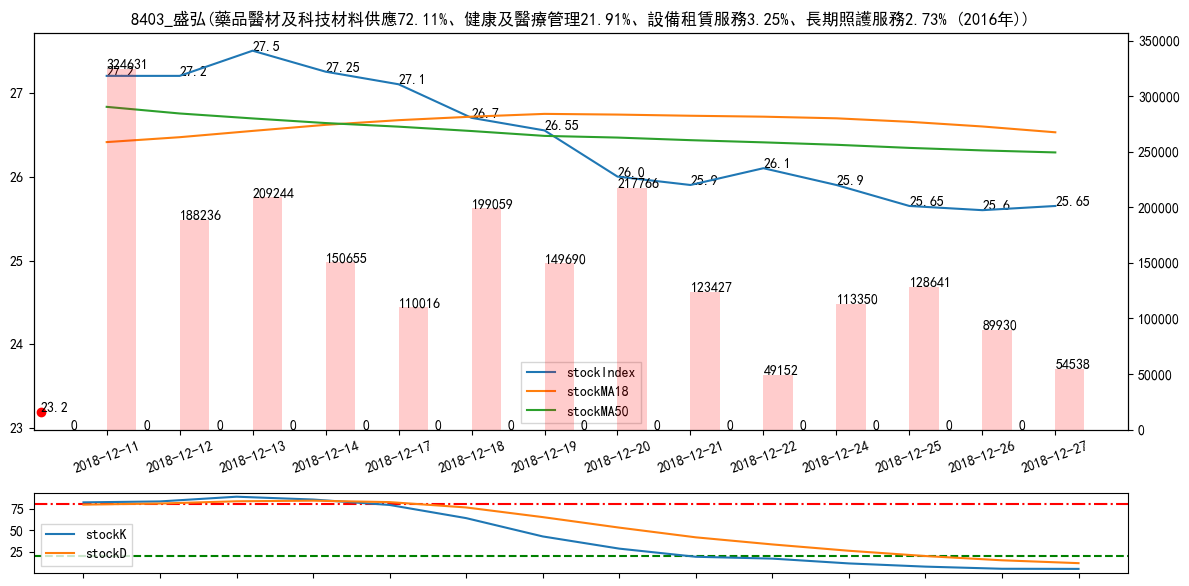 8403_盛弘(藥品醫材及科技材料供應72.11%、健康及醫療管理21.91%、設備租賃服務3.25%、長期照護服務2.73% (2016年))
27 26 25 24 23
350000 300000 250000 200000 150000 100000 50000 0
27.2 27.2 27.5 27.25 27.1 26.7 26.55 26.0 25.9 26.1 25.9 25.65 25.6 25.65
324631 188236 209244 150655 110016 199059 149690 217766 123427 49152 113350 128641 89930 54538
23.2
stockIndex
stockMA18
stockMA50
0 0 0 0 0 0 0 0 0 0 0 0 0 0
2018-12-11 2018-12-12 2018-12-13 2018-12-14 2018-12-17 2018-12-18 2018-12-19 2018-12-20 2018-12-21 2018-12-22 2018-12-24 2018-12-25 2018-12-26 2018-12-27
75
50
25
stockK
stockD